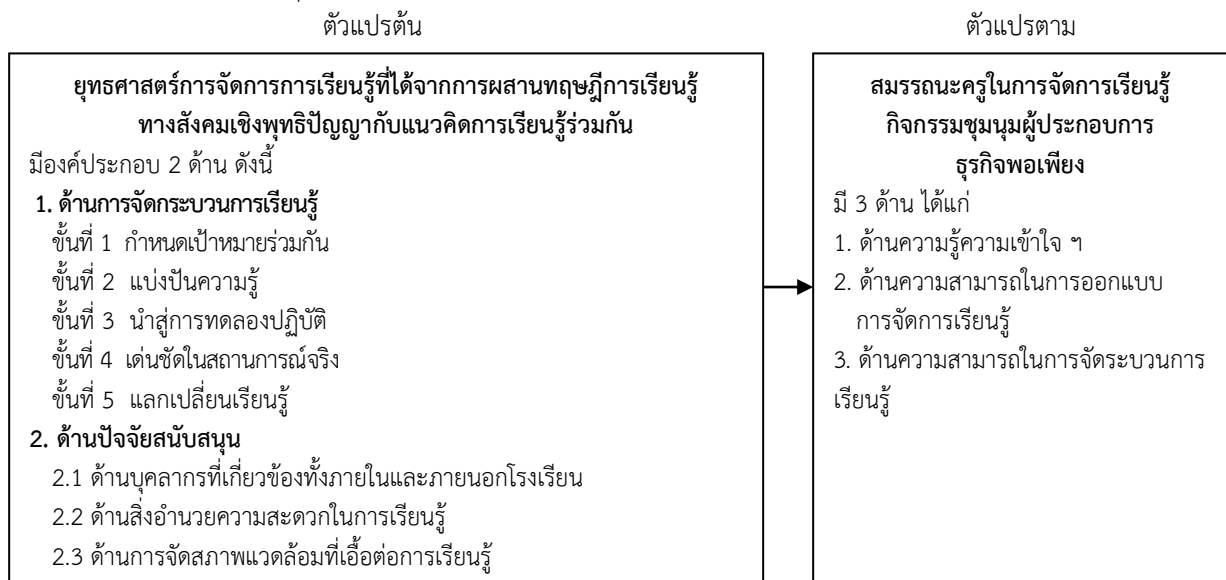 ตัวแปรต้น
ตัวแปรตาม
ยุทธศาสตร์การจัดการการเรียนรู้ที่ได้จากการผสานทฤษฎีการเรียนรู้
ทางสังคมเชิงพุทธิปัญญากับแนวคิดการเรียนรู้ร่วมกัน
มีองค์ประกอบ 2 ด้าน ดังนี้
1. ด้านการจัดกระบวนการเรียนรู้
ขั้นที่ 1 กำหนดเป้าหมายร่วมกัน
ขั้นที่ 2 แบ่งปันความรู้
ขั้นที่ 3 นำสู่การทดลองปฏิบัติ
ขั้นที่ 4 เด่นชัดในสถานการณ์จริง
ขั้นที่ 5 แลกเปลี่ยนเรียนรู้
2. ด้านปัจจัยสนับสนุน
2.1 ด้านบุคลากรที่เกี่ยวข้องทั้งภายในและภายนอกโรงเรียน
2.2 ด้านสิ่งอำนวยความสะดวกในการเรียนรู้
2.3 ด้านการจัดสภาพแวดล้อมที่เอื้อต่อการเรียนรู้
สมรรถนะครูในการจัดการเรียนรู้
กิจกรรมชุมนุมผู้ประกอบการ
ธุรกิจพอเพียง
มี 3 ด้าน ได้แก่
1. ด้านความรู้ความเข้าใจ ฯ
2. ด้านความสามารถในการออกแบบ
การจัดการเรียนรู้
3. ด้านความสามารถในการจัดระบวนการ
เรียนรู้